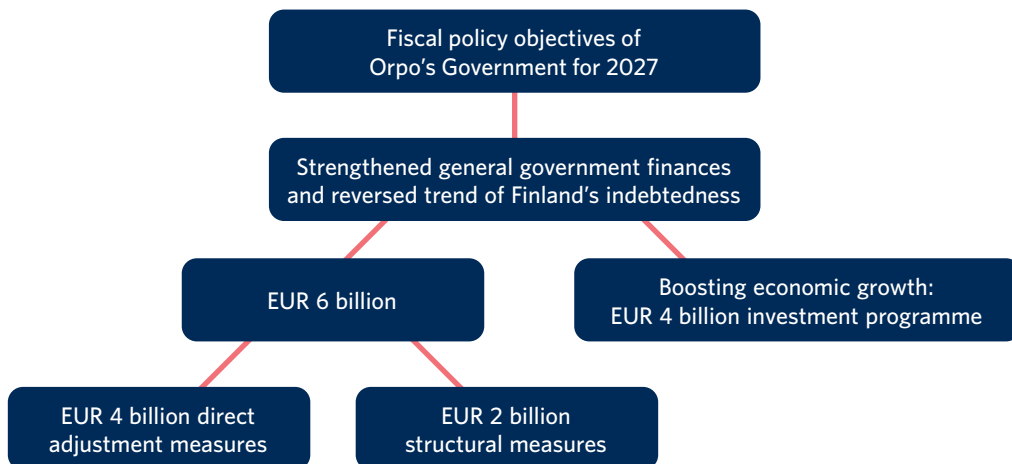 Fiscal policy objectives of
Orpo’s Government for 2027
Strengthened general government finances
and reversed trend of Finland’s indebtedness
EUR 6 billion
Boosting economic growth:
EUR 4 billion investment programme
EUR 4 billion direct
adjustment measures
EUR 2 billion
structural measures